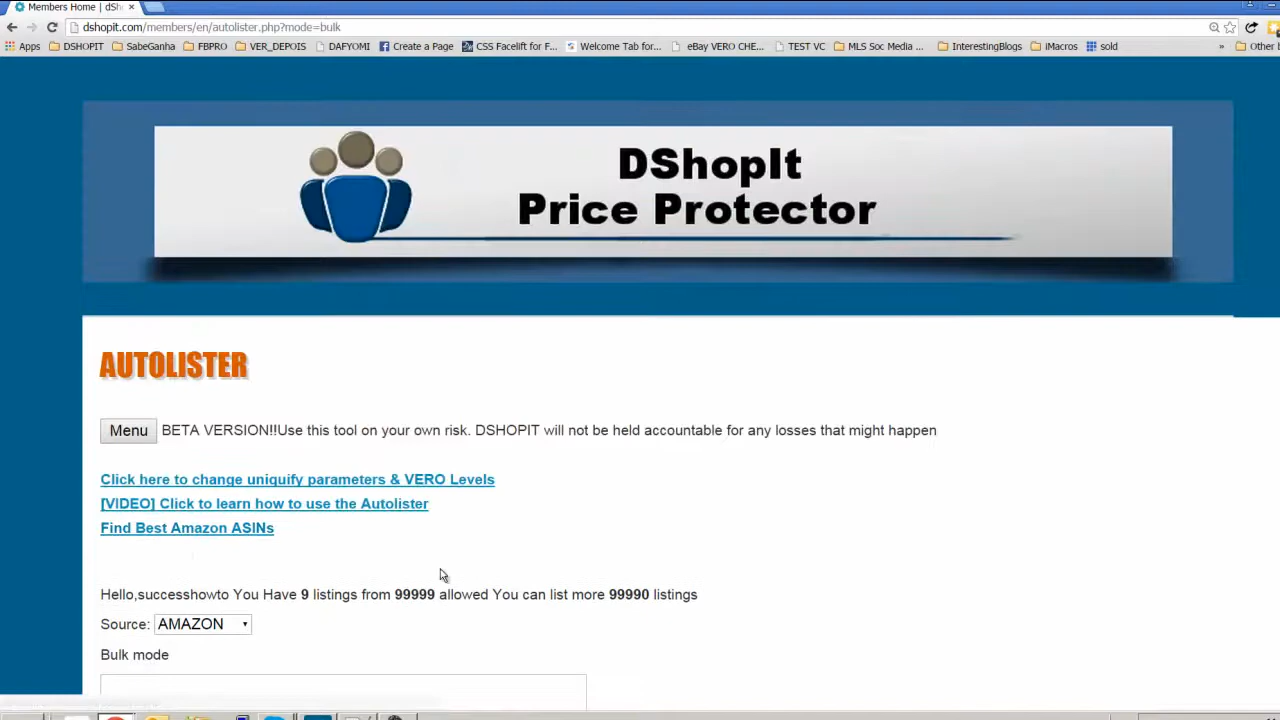 Members Home | dSh
dshopit.com/members/en/autolister.php?mode=bulk
Apps DSHOPIT SabeGanha FBPRO VER_DEPOIS DAFYOMI Create a Page CSS Facelift for F... Welcome Tab for... eBay VERO CHE... TEST VC MLS Soc Media ... InterestingBlogs iMacros sold » Other b
DShopIt
Price Protector
AUTOLISTER
Menu BETA VERSION!!Use this tool on your own risk. DSHOPIT will not be held accountable for any losses that might happen
Click here to change uniquify parameters & VERO Levels
[VIDEO] Click to learn how to use the Autolister
Find Best Amazon ASINs
Hello,successhowto You Have 9 listings from 99999 allowed You can list more 99990 listings
Source: AMAZON
Bulk mode